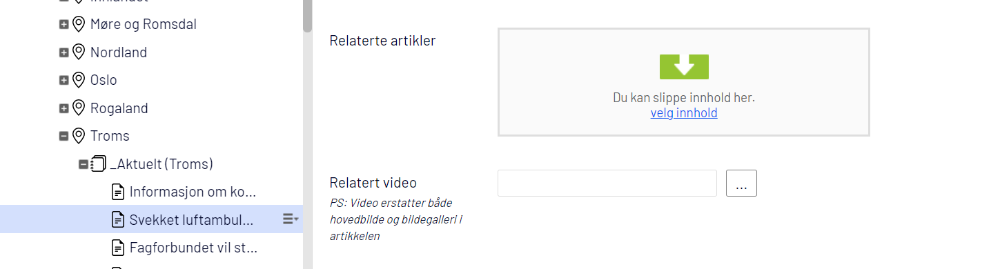 Møre og Romsdal
Nordland
Oslo
Rogaland
Troms
_Aktuelt (Troms)
Informasjon om ko...
Svekket luftambul...
Fagforbundet vil st...
Relaterte artikler
Du kan slippe innhold her.
velg innhold
Relatert video
...
PS: Video erstatter både
hovedbilde og bildegalleri i
artikkelen